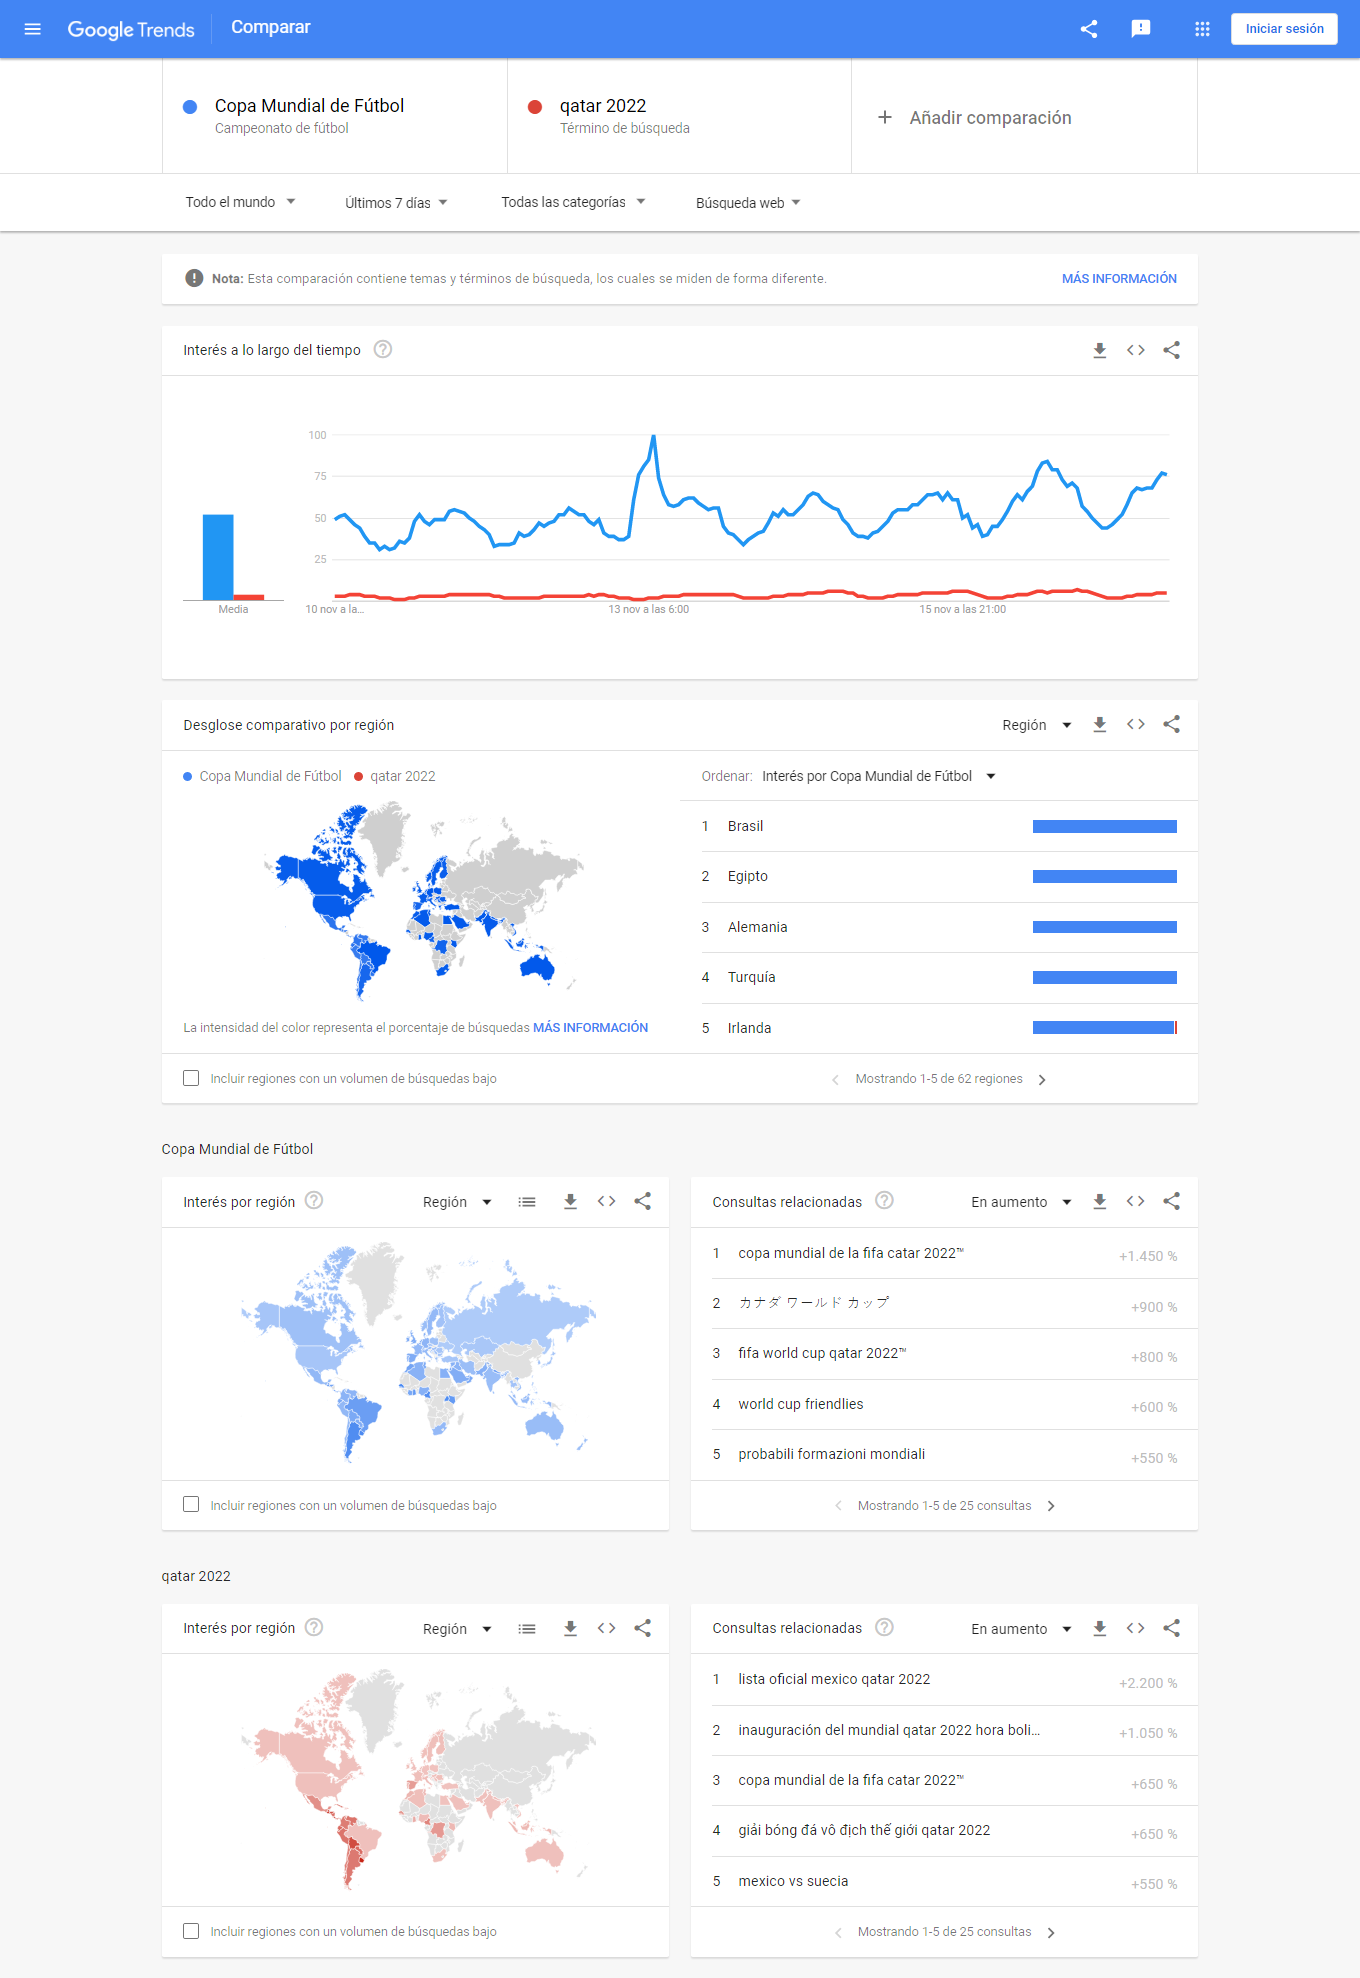 Google Trends
Comparar
Iniciar sesión
Copa Mundial de Fútbol
Campeonato de fútbol
qatar 2022
Término de búsqueda
Añadir comparación
Todo el mundo
Últimos 7 días
Todas las categorías
Búsqueda web
Nota: Esta comparación contiene temas y términos de búsqueda, los cuales se miden de forma diferente.
MÁS INFORMACIÓN
Interés a lo largo del tiempo
100
75
50
25
Media
10 nov a la...
13 nov a las 6:00
15 nov a las 21:00
Desglose comparativo por región
Región
Copa Mundial de Fútbol
qatar 2022
La intensidad del color representa el porcentaje de búsquedas MÁS INFORMACIÓN
Ordenar: Interés por Copa Mundial de Fútbol
1 Brasil
2 Egipto
3 Alemania
4 Turquía
5 Irlanda
Incluir regiones con un volumen de búsquedas bajo
Mostrando 1-5 de 62 regiones
Copa Mundial de Fútbol
Interés por región
Región
Incluir regiones con un volumen de búsquedas bajo
Consultas relacionadas
En aumento
1 copa mundial de la fifa catar 2022™ +1.450 %
2 カナダ ワールド カップ +900 %
3 fifa world cup qatar 2022™ +800 %
4 world cup friendlies +600 %
5 probabili formazioni mondiali +550 %
Mostrando 1-5 de 25 consultas
qatar 2022
Interés por región
Región
Incluir regiones con un volumen de búsquedas bajo
Consultas relacionadas
En aumento
1 lista oficial mexico qatar 2022 +2.200 %
2 inauguración del mundial qatar 2022 hora boli... +1.050 %
3 copa mundial de la fifa catar 2022™ +650 %
4 giải bóng đá vô địch thế giới qatar 2022 +650 %
5 mexico vs suecia +550 %
Mostrando 1-5 de 25 consultas